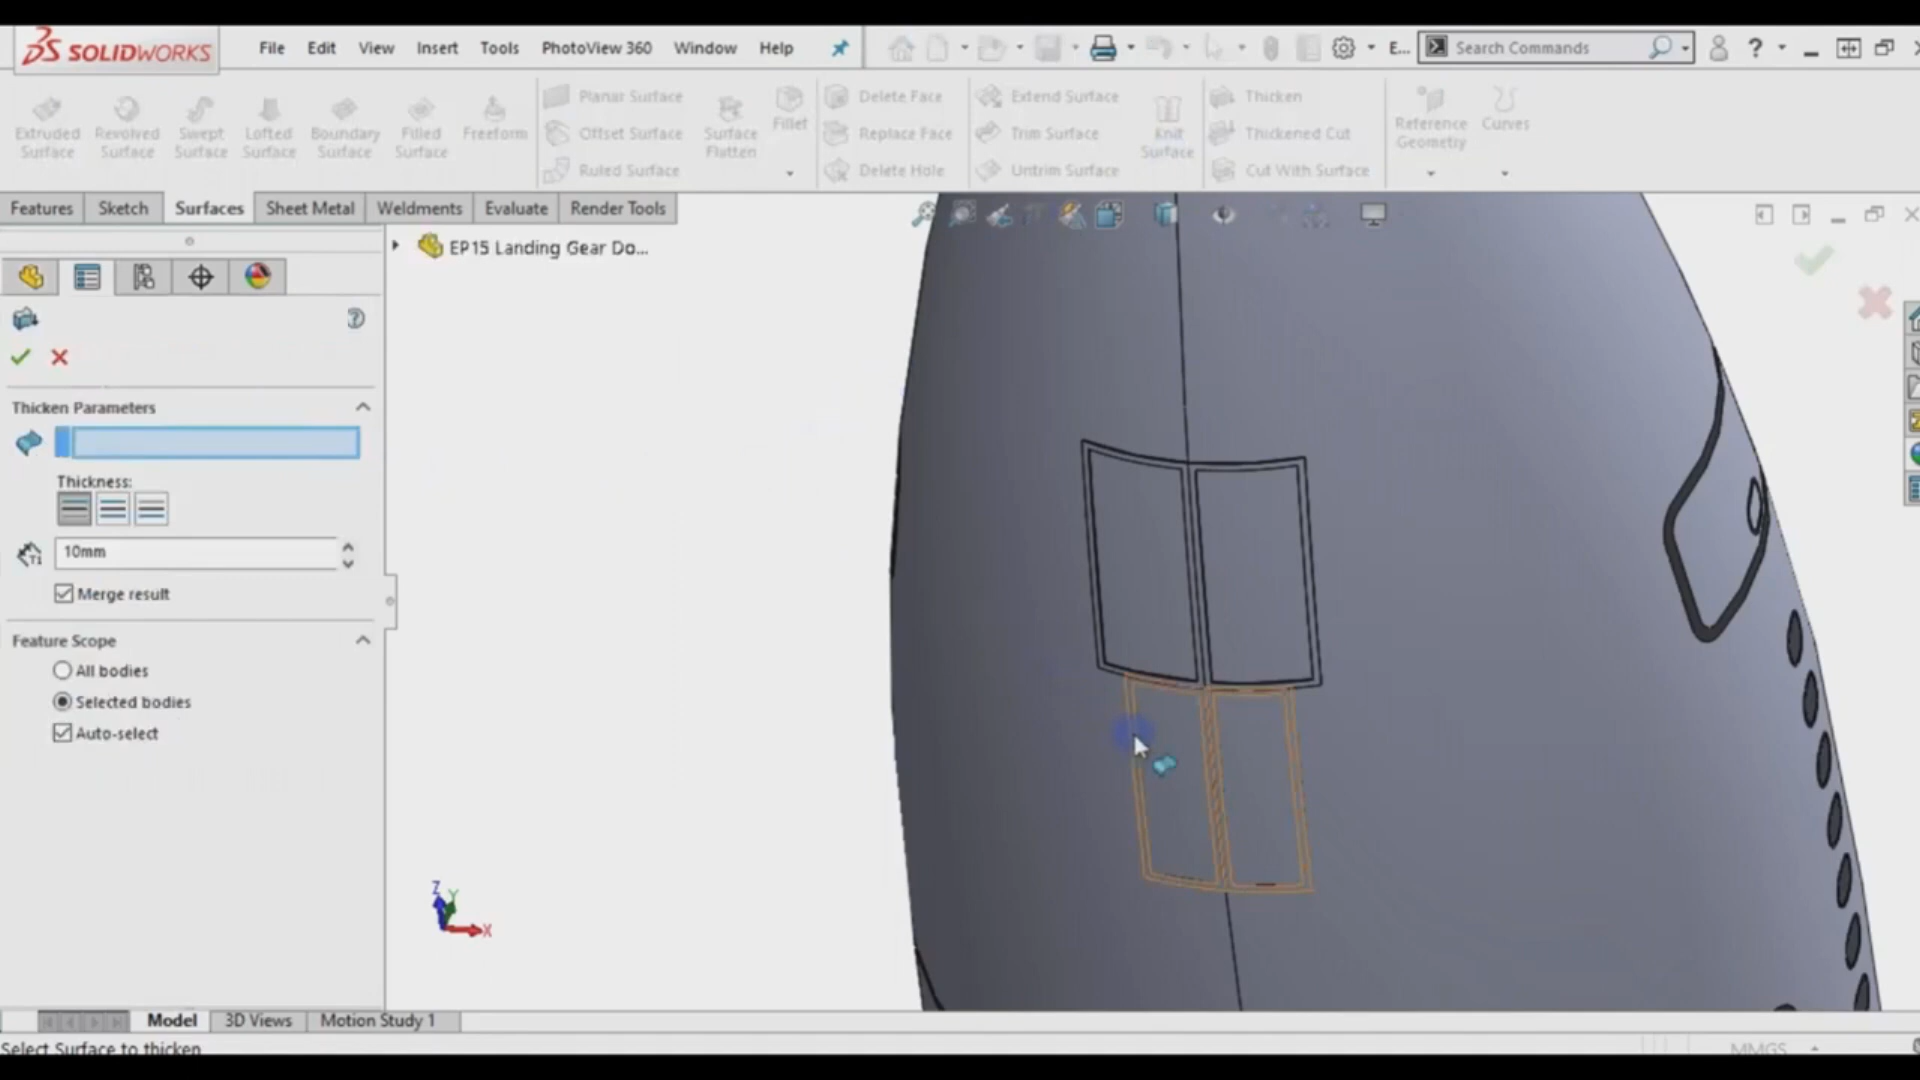 SOLIDWORKS
File Edit View Insert Tools PhotoView 360 Window Help
E... Search Commands ?
Extruded Surface
Revolved Surface
Swept Surface
Lofted Surface
Boundary Surface
Filled Surface
Freeform
Planar Surface
Offset Surface
Ruled Surface
Surface Flatten
Fillet
Delete Face
Replace Face
Delete Hole
Extend Surface
Trim Surface
Untrim Surface
Knit Surface
Thicken
Thickened Cut
Cut With Surface
Reference Geometry
Curves
Features Sketch Surfaces Sheet Metal Weldments Evaluate Render Tools
EP15 Landing Gear Do...
Thicken Parameters
Thickness:
T1
10mm
Merge result
Feature Scope
All bodies
Selected bodies
Auto-select
Z Y X
Model 3D Views Motion Study 1
Select Surface to thicken
MMGS